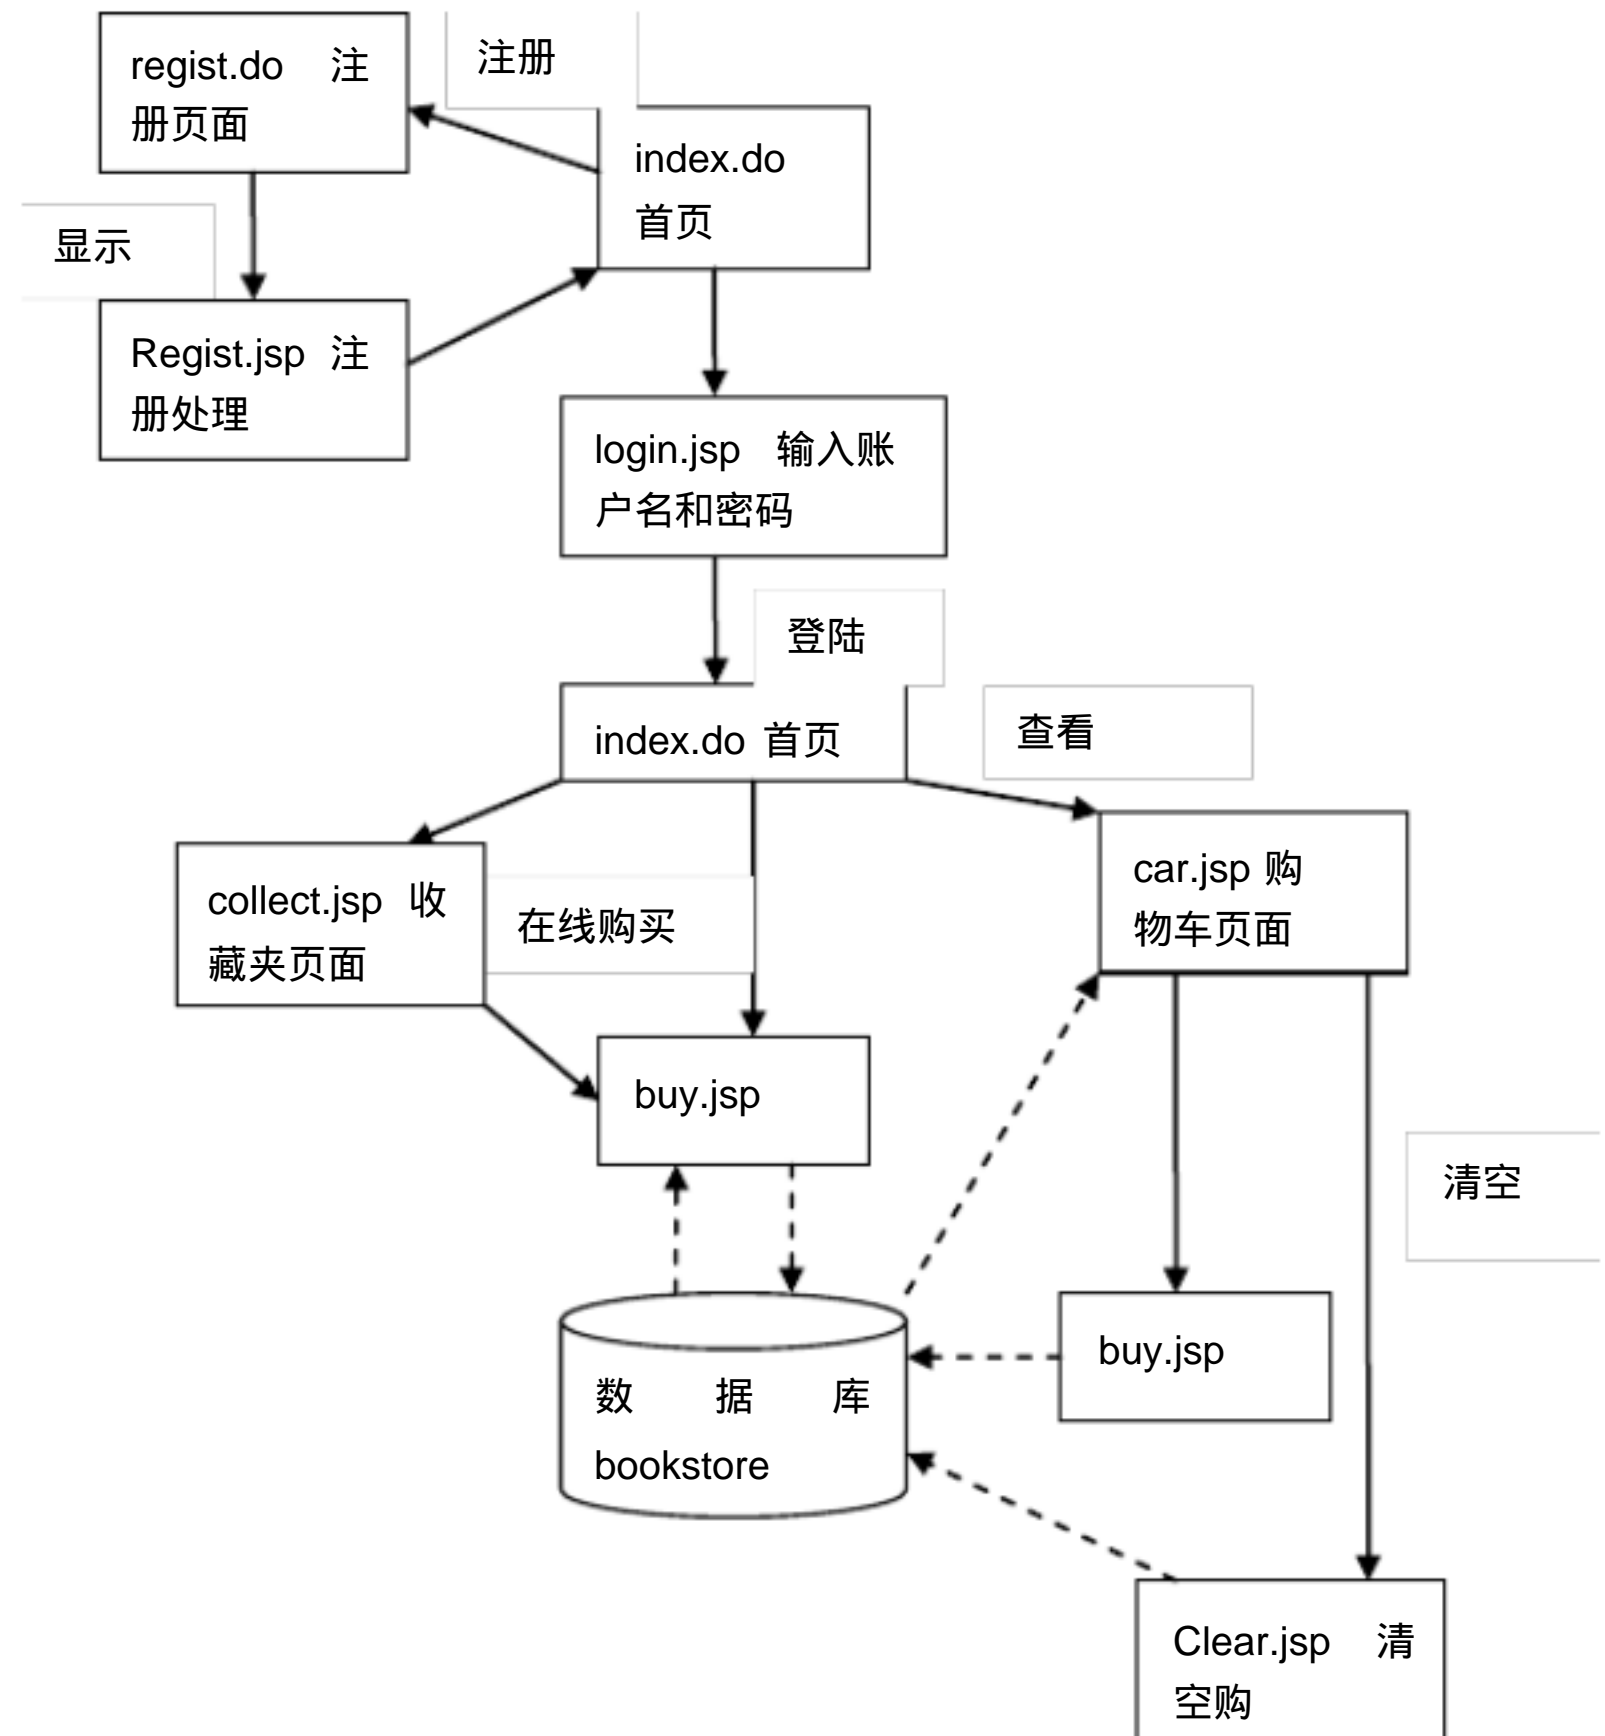 regist.do 注
册页面
注册
index.do
首页
显示
Regist.jsp 注
册处理
login.jsp 输入账
户名和密码
登陆
index.do 首页
查看
collect.jsp 收
藏夹页面
在线购买
car.jsp 购
物车页面
buy.jsp
清空
buy.jsp
数 据 库
bookstore
Clear.jsp 清
空购